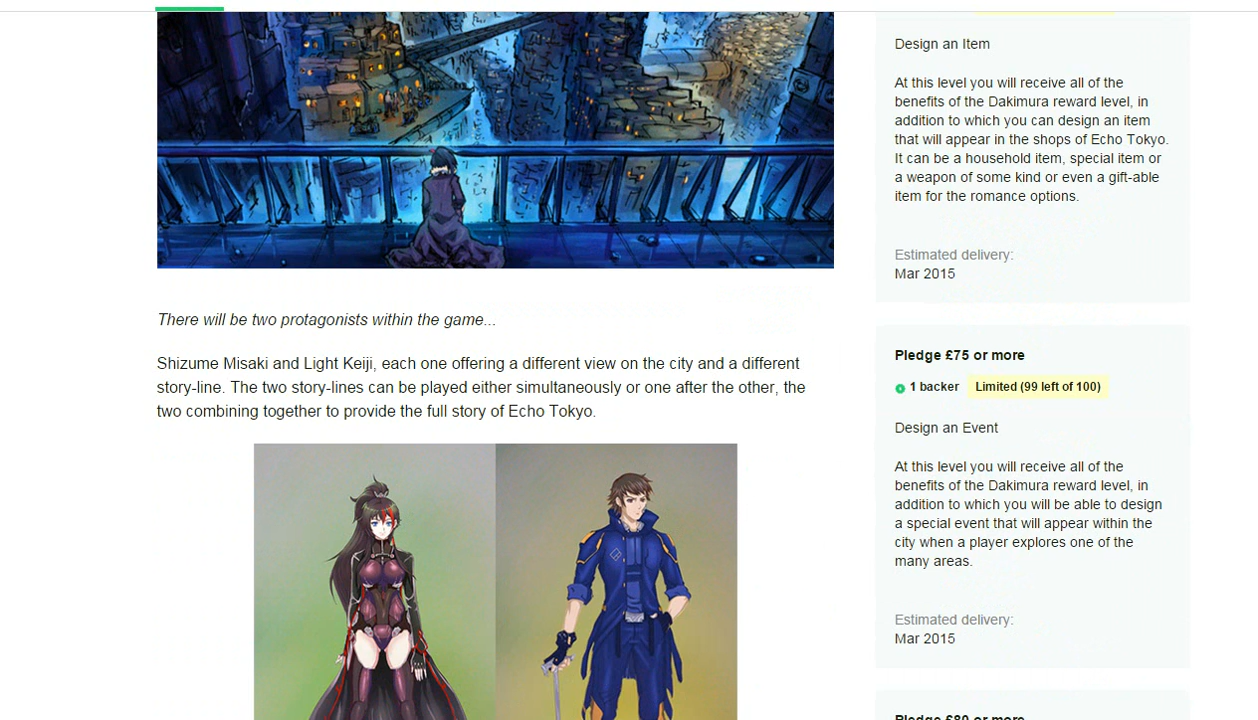 There will be two protagonists within the game...
Shizume Misaki and Light Keiji, each one offering a different view on the city and a different
story-line. The two story-lines can be played either simultaneously or one after the other, the
two combining together to provide the full story of Echo Tokyo.
Design an Item
At this level you will receive all of the
benefits of the Dakimura reward level, in
addition to which you can design an item
that will appear in the shops of Echo Tokyo.
It can be a household item, special item or
a weapon of some kind or even a gift-able
item for the romance options.
Estimated delivery:
Mar 2015
Pledge £75 or more
1 backer Limited (99 left of 100)
Design an Event
At this level you will receive all of the
benefits of the Dakimura reward level, in
addition to which you will be able to design
a special event that will appear within the
city when a player explores one of the
many areas.
Estimated delivery:
Mar 2015
Pledge £80 or more